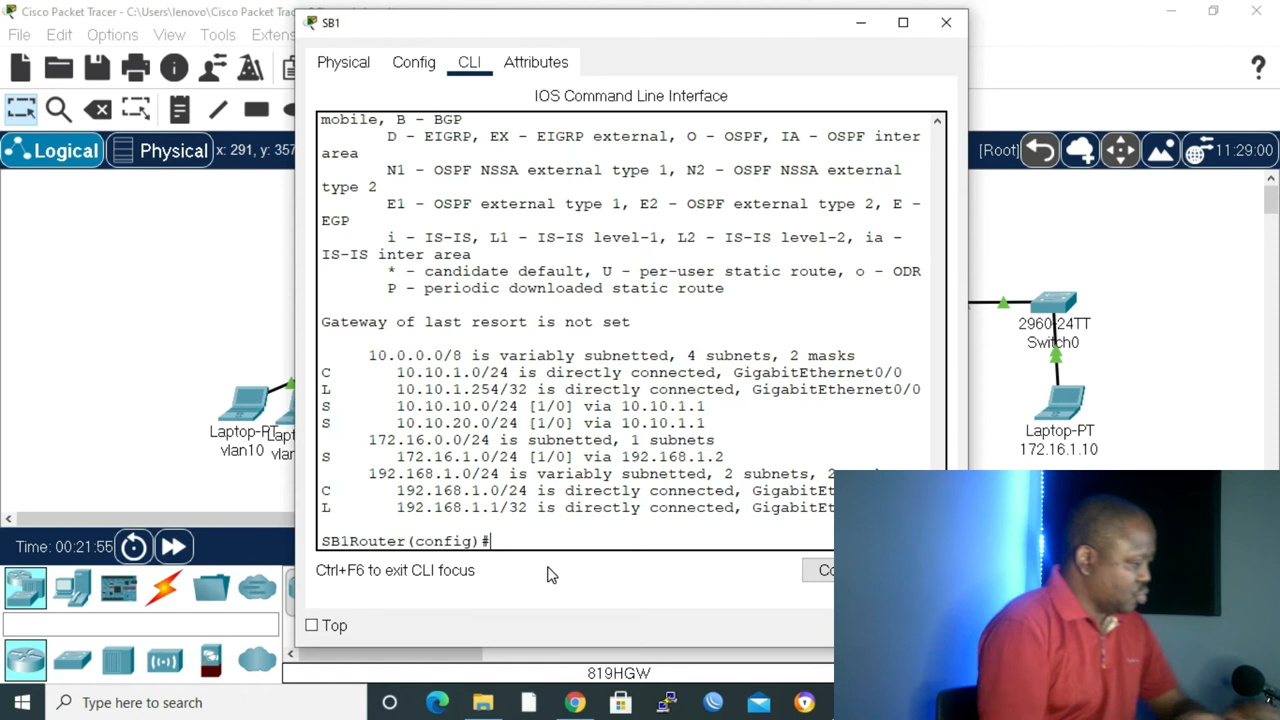 Cisco Packet Tracer - C:\Users\lenovo\Cisco Packet Trac
SB1
File Edit Options View Tools Extens
Physical Config CLI Attributes
IOS Command Line Interface
Logical Physical x: 291, y: 357
[Root] 11:29:00
mobile, B - BGP
D - EIGRP, EX - EIGRP external, O - OSPF, IA - OSPF inter
area
N1 - OSPF NSSA external type 1, N2 - OSPF NSSA external
type 2
E1 - OSPF external type 1, E2 - OSPF external type 2, E -
EGP
i - IS-IS, L1 - IS-IS level-1, L2 - IS-IS level-2, ia -
IS-IS inter area
* - candidate default, U - per-user static route, o - ODR
P - periodic downloaded static route
Gateway of last resort is not set
10.0.0.0/8 is variably subnetted, 4 subnets, 2 masks
C 10.10.1.0/24 is directly connected, GigabitEthernet0/0
L 10.10.1.254/32 is directly connected, GigabitEthernet0/0
S 10.10.10.0/24 [1/0] via 10.10.1.1
S 10.10.20.0/24 [1/0] via 10.10.1.1
172.16.0.0/24 is subnetted, 1 subnets
S 172.16.1.0/24 [1/0] via 192.168.1.2
192.168.1.0/24 is variably subnetted, 2 subnets, 2
C 192.168.1.0/24 is directly connected, GigabitEt
L 192.168.1.1/32 is directly connected, GigabitEt
SB1Router(config)#
Ctrl+F6 to exit CLI focus
Co
Top
2960-24TT
Switch0
Laptop-PT
172.16.1.10
Laptop-PT
vlan10
Time: 00:21:55
819HGW
Type here to search